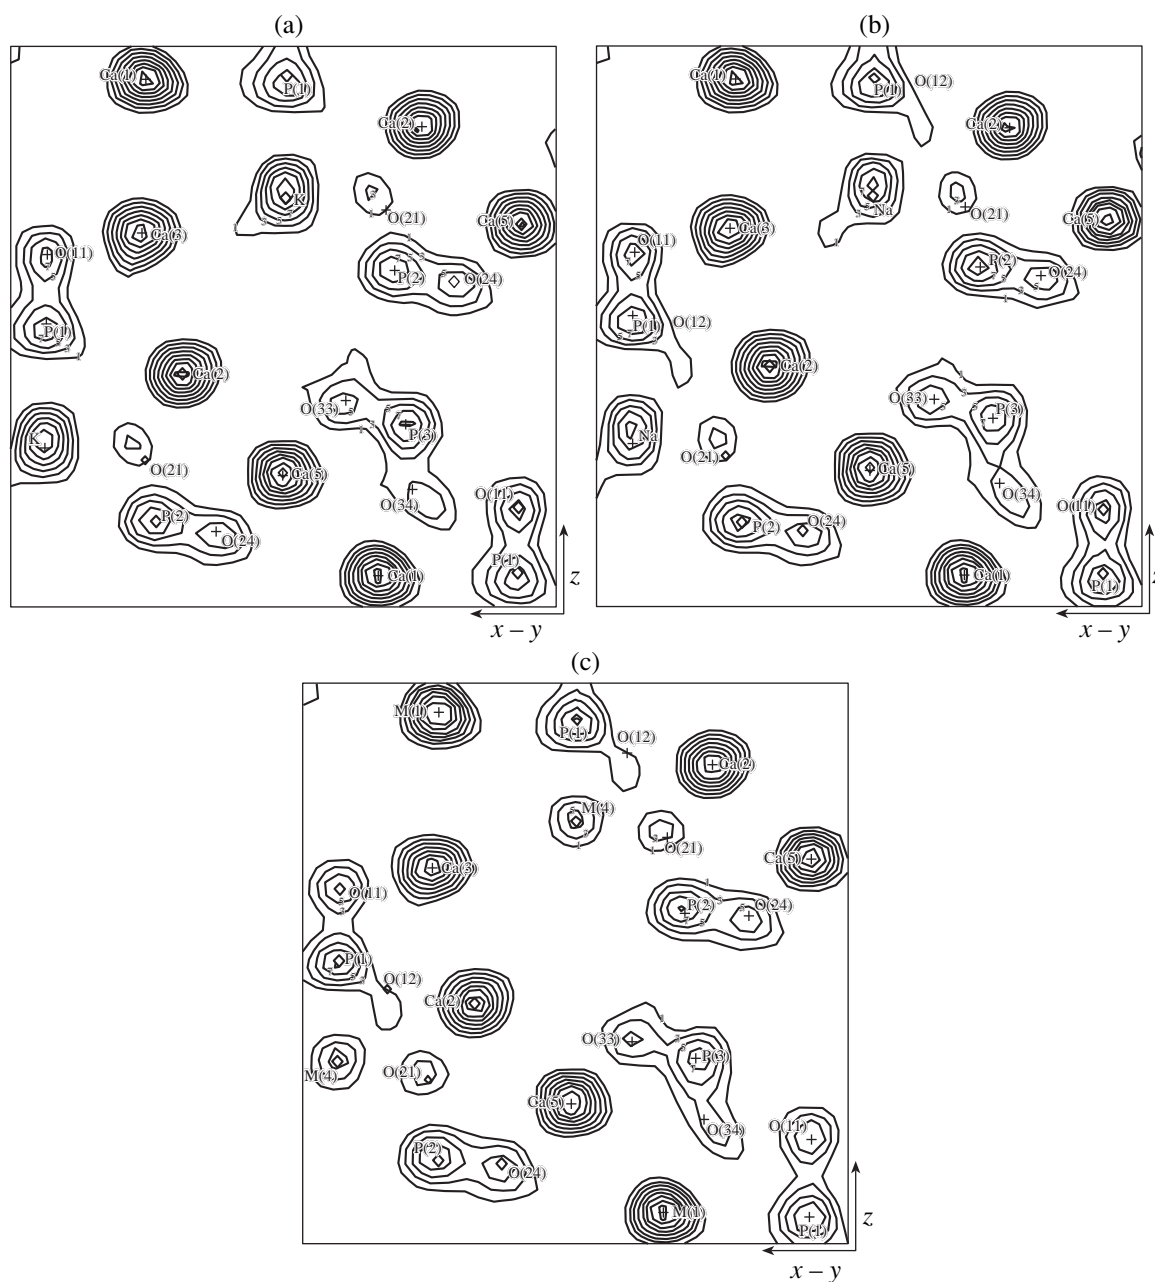 (a)
Ca(1)
P(1)
Ca(2)
K
O(21)
Ca(3)
Ca(5)
O(11)
P(2)
O(24)
P(1)
Ca(2)
O(33)
P(3)
K
O(21)
Ca(5)
O(34)
O(11)
P(2)
O(24)
P(1)
Ca(1)
z
x – y
(b)
Ca(1)
P(1)
O(12)
Ca(2)
Na
O(21)
Ca(3)
Ca(5)
O(11)
P(2)
O(24)
P(1)
O(12)
Ca(2)
O(33)
P(3)
Na
O(21)
Ca(5)
O(34)
O(11)
P(2)
O(24)
Ca(1)
P(1)
z
x – y
(c)
M(1)
P(1)
O(12)
Ca(2)
M(4)
O(21)
Ca(3)
Ca(5)
O(11)
P(2)
O(24)
P(1)
O(12)
Ca(2)
O(33)
P(3)
M(4)
O(21)
Ca(5)
O(34)
O(11)
P(2)
O(24)
M(1)
P(1)
z
x – y